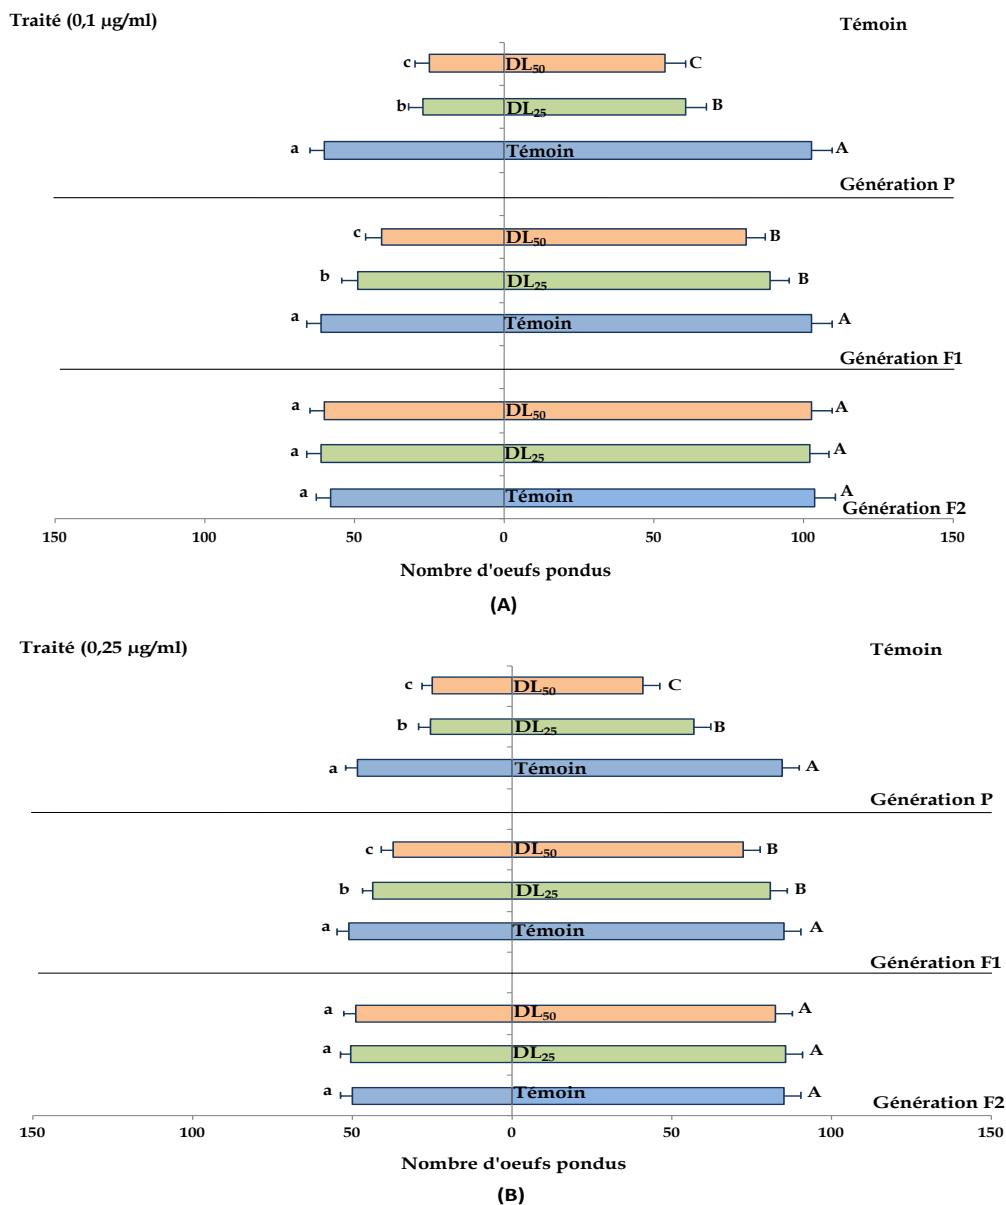 Traité (0,1 µg/ml) Témoin
c DL50 C
b DL25 B
a Témoin A
Génération P
c DL50 B
b DL25 B
a Témoin A
Génération F1
a DL50 A
a DL25 A
a Témoin A
Génération F2
150 100 50 0 50 100 150
Nombre d'oeufs pondus
(A)
Traité (0,25 µg/ml) Témoin
c DL50 C
b DL25 B
a Témoin A
Génération P
c DL50 B
b DL25 B
a Témoin A
Génération F1
a DL50 A
a DL25 A
a Témoin A
Génération F2
150 100 50 0 50 100 150
Nombre d'oeufs pondus
(B)